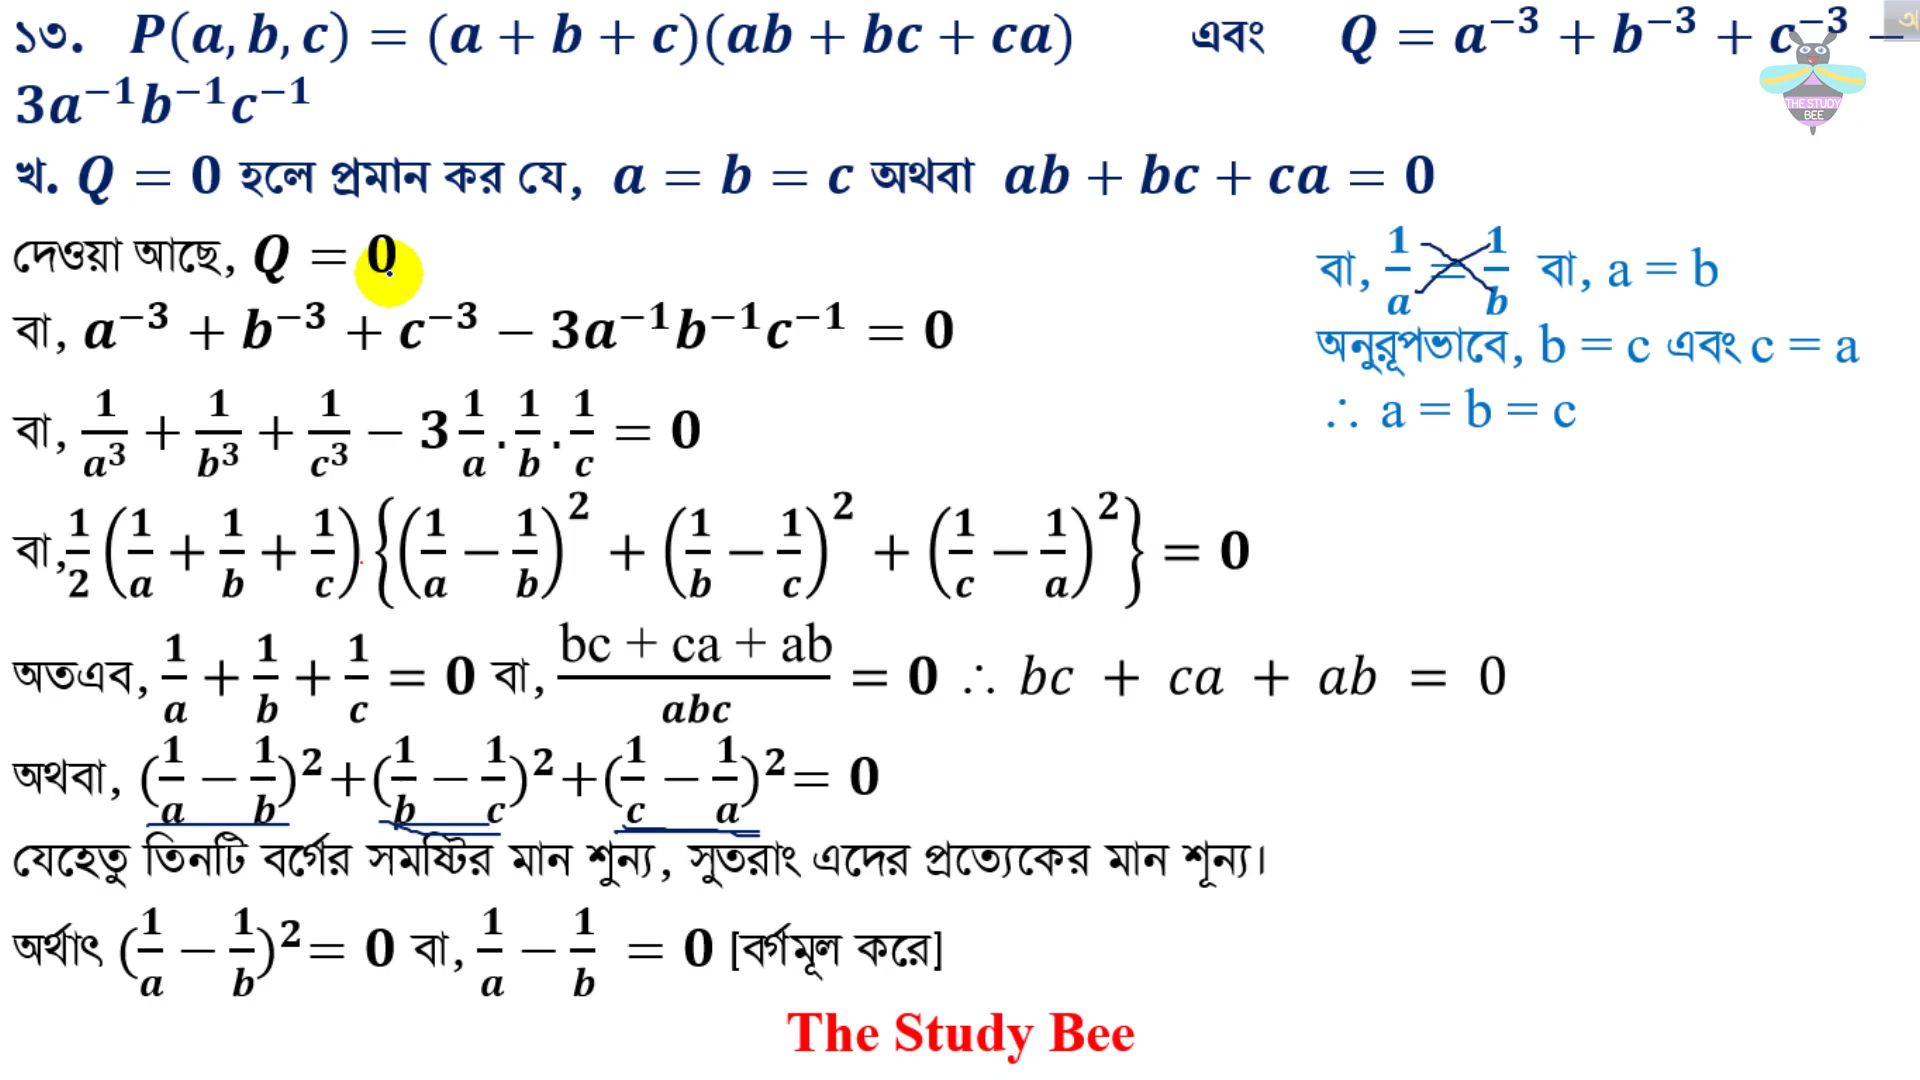 ১৩. P(a, b, c) = (a + b + c)(ab + bc + ca) এবং Q = a⁻³ + b⁻³ + c⁻³ −
3a⁻¹b⁻¹c⁻¹
THE STUDY
BEE
খ. Q = 0 হলে প্রমান কর যে, a = b = c অথবা ab + bc + ca = 0
দেওয়া আছে, Q = 0
বা, a⁻³ + b⁻³ + c⁻³ − 3a⁻¹b⁻¹c⁻¹ = 0
বা, 1/a³ + 1/b³ + 1/c³ − 3 1/a . 1/b . 1/c = 0
বা, 1/2 (1/a + 1/b + 1/c) {(1/a − 1/b)² + (1/b − 1/c)² + (1/c − 1/a)²} = 0
অতএব, 1/a + 1/b + 1/c = 0 বা, (bc + ca + ab)/abc = 0 ∴ bc + ca + ab = 0
অথবা, (1/a − 1/b)²+(1/b − 1/c)²+(1/c − 1/a)²= 0
যেহেতু তিনটি বর্গের সমষ্টির মান শুন্য, সুতরাং এদের প্রত্যেকের মান শূন্য।
অর্থাৎ (1/a − 1/b)²= 0 বা, 1/a − 1/b = 0 [বর্গমূল করে]
বা, 1/a = 1/b বা, a = b
অনুরূপভাবে, b = c এবং c = a
∴ a = b = c
The Study Bee